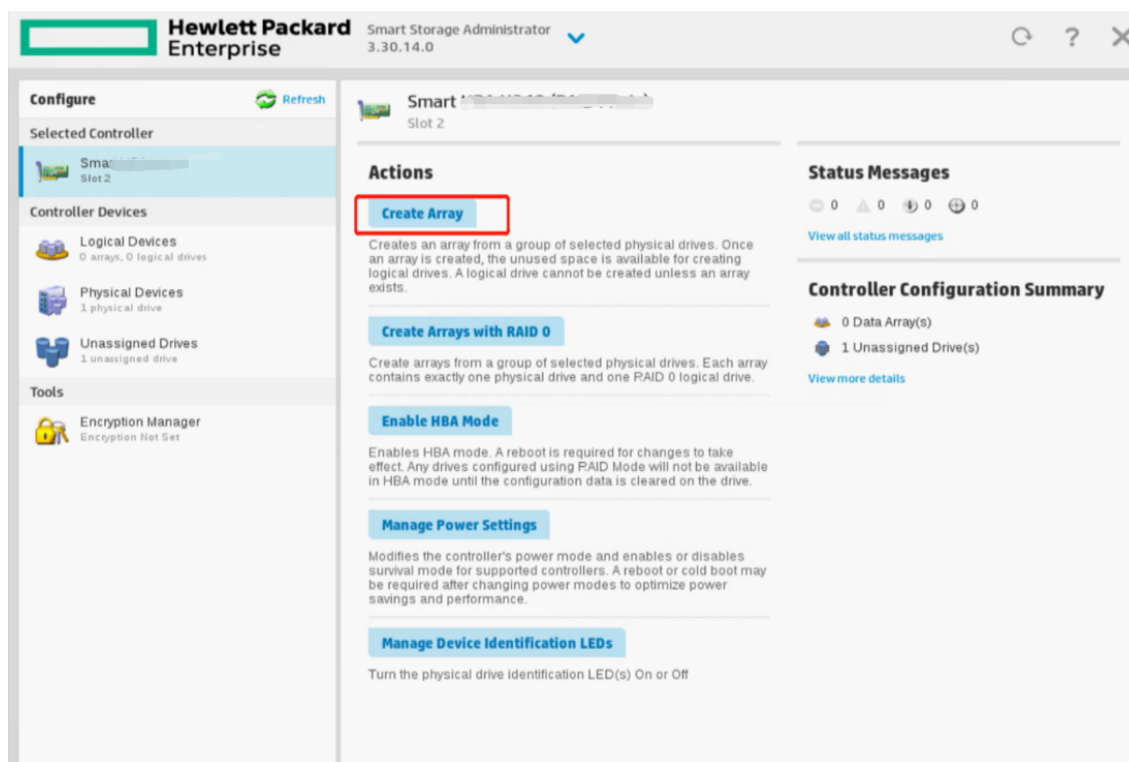 Hewlett Packard
Enterprise
Smart Storage Administrator
3.30.14.0
?
Configure
Refresh
Selected Controller
Slot 2
Controller Devices
Logical Devices
0 arrays, 0 logical drives
Physical Devices
1 physical drive
Unassigned Drives
1 unassigned drive
Tools
Encryption Manager
Encryption Not Set
Smart
Slot 2
Actions
Create Array
Creates an array from a group of selected physical drives. Once
an array is created, the unused space is available for creating
logical drives. A logical drive cannot be created unless an array
exists.
Create Arrays with RAID 0
Create arrays from a group of selected physical drives. Each array
contains exactly one physical drive and one RAID 0 logical drive.
Enable HBA Mode
Enables HBA mode. A reboot is required for changes to take
effect. Any drives configured using RAID Mode will not be available
in HBA mode until the configuration data is cleared on the drive.
Manage Power Settings
Modifies the controller's power mode and enables or disables
survival mode for supported controllers. A reboot or cold boot may
be required after changing power modes to optimize power
savings and performance.
Manage Device Identification LEDs
Turn the physical drive identification LED(s) On or Off
Status Messages
0 0 0 0
View all status messages
Controller Configuration Summary
0 Data Array(s)
1 Unassigned Drive(s)
View more details